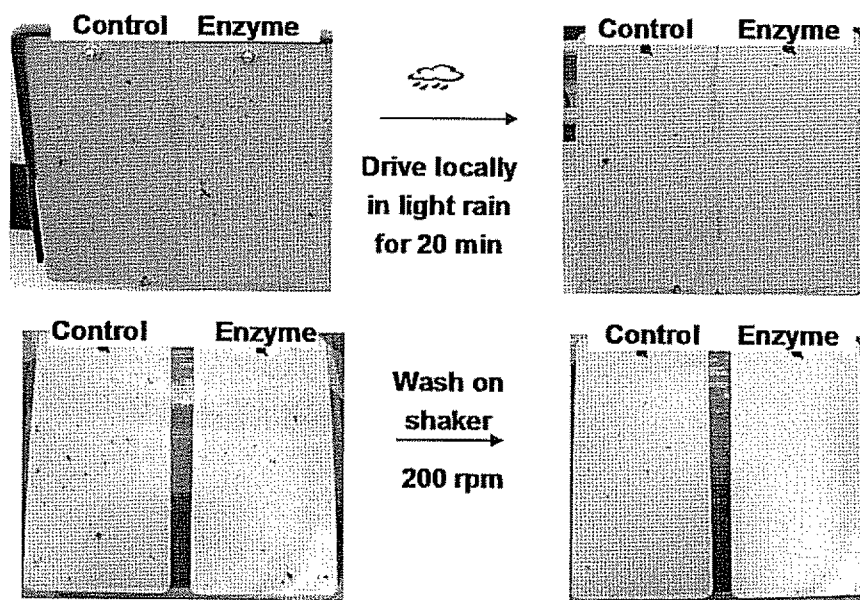 Control Enzyme
Control Enzyme
Drive locally
in light rain
for 20 min
Control Enzyme
Control Enzyme
Wash on
shaker
200 rpm